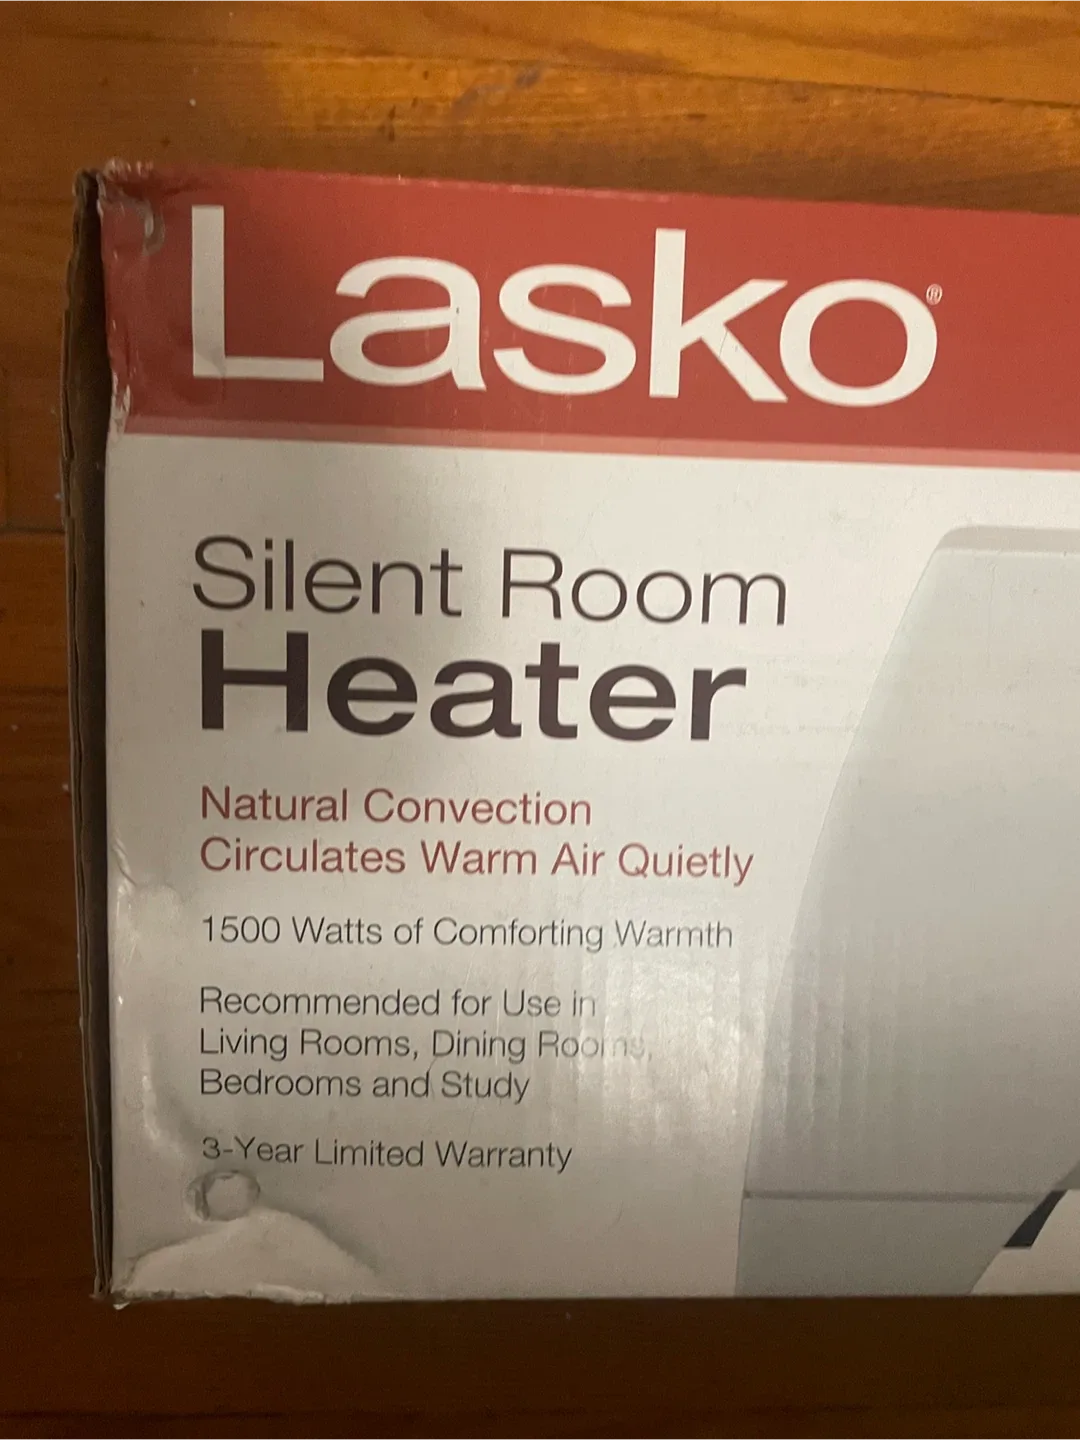 Lasko®
Silent Room
Heater
Natural Convection
Circulates Warm Air Quietly
1500 Watts of Comforting Warmth
Recommended for Use in
Living Rooms, Dining Rooms,
Bedrooms and Study
3-Year Limited Warranty